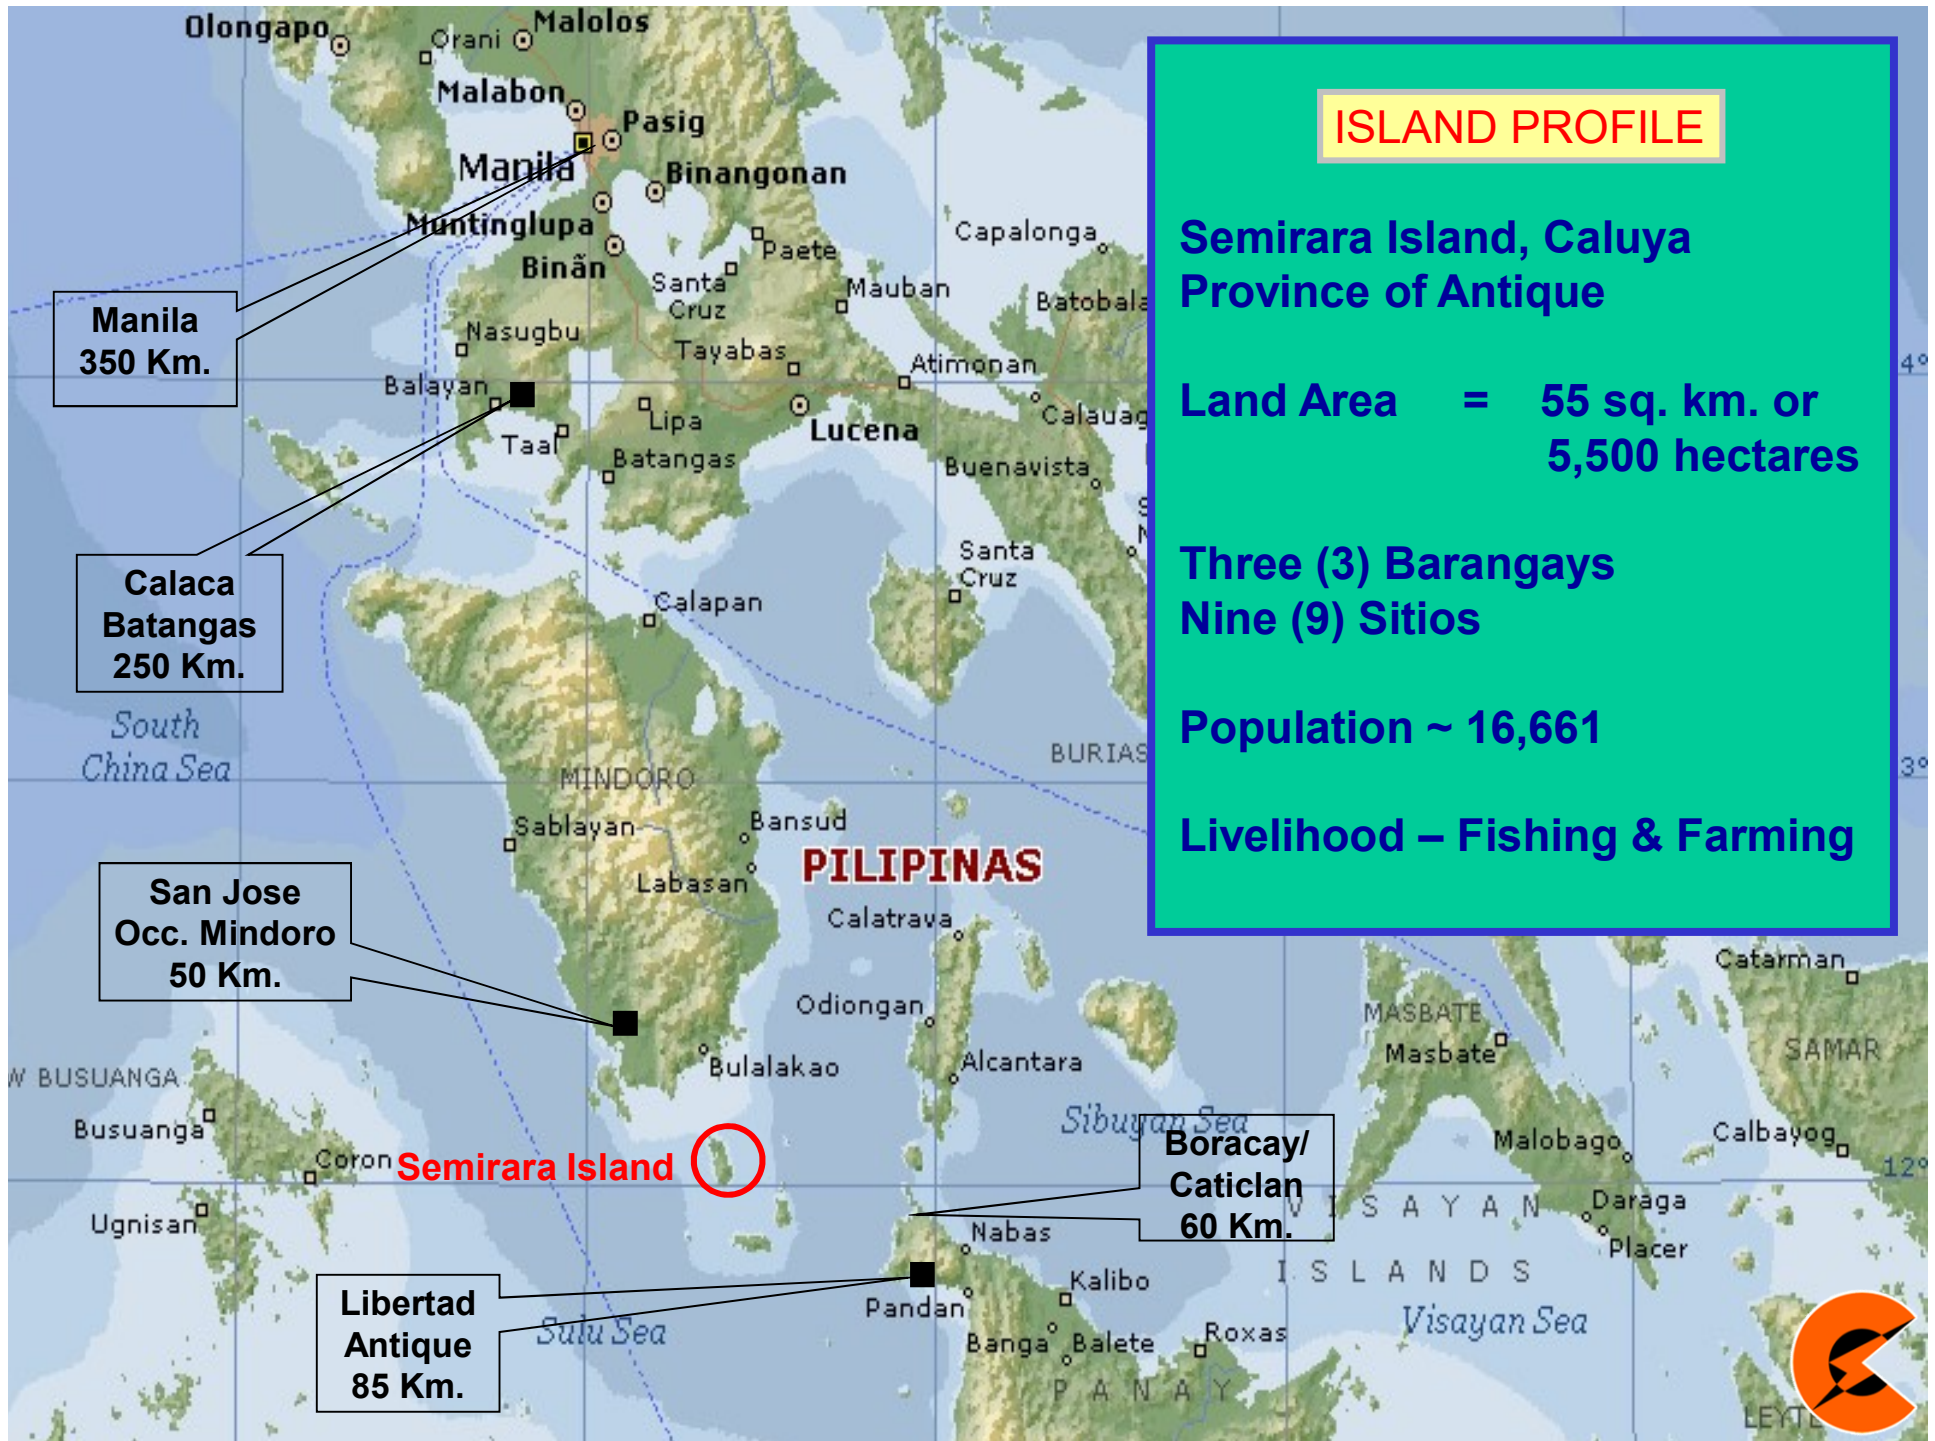 Olongapo
Orani
Malolos
Malabon
Pasig
Manila
Binangonan
Muntinglupa
Biñãn
Paete
Santa
Cruz
Mauban
Capalonga
Nasugbu
Tayabas
Atimonan
Balayan
Lipa
Lucena
Calauag
Taal
Batangas
Buenavista
Santa
Cruz
Calapan
South
China Sea
MINDORO
BURIAS
Sablayan
Bansud
Labasan
PILIPINAS
Calatrava
Odiongan
Alcantara
Bulalakao
Catarman
MASBATE
Masbate
SAMAR
W BUSUANGA
Busuanga
Coron
Ugnisan
Sibuyan Sea
Malobago
Calbayog
Daraga
Placer
VISAYAN
ISLANDS
Visayan Sea
Nabas
Kalibo
Pandan
Banga
Balete
Roxas
PANAY
Sulu Sea
LEYTE
4°
3°
12°
Manila
350 Km.
Calaca
Batangas
250 Km.
San Jose
Occ. Mindoro
50 Km.
Semirara Island
Boracay/
Caticlan
60 Km.
Libertad
Antique
85 Km.
ISLAND PROFILE
Semirara Island, Caluya
Province of Antique
Land Area = 55 sq. km. or
5,500 hectares
Three (3) Barangays
Nine (9) Sitios
Population ~ 16,661
Livelihood – Fishing & Farming